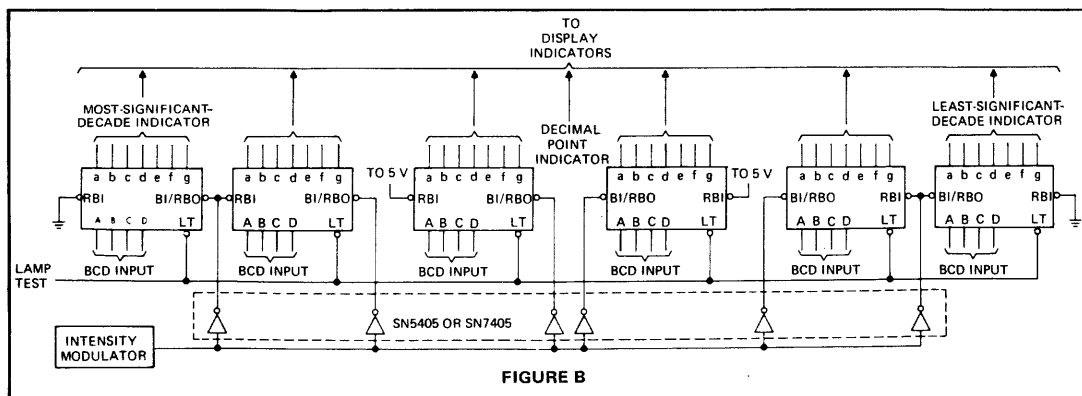 TO
DISPLAY
INDICATORS
MOST-SIGNIFICANT-
DECADE INDICATOR
DECIMAL
POINT
INDICATOR
LEAST-SIGNIFICANT-
DECADE INDICATOR
a b c d e f g
RBI BI/RBO
A B C D LT
BCD INPUT
a b c d e f g
RBI BI/RBO
A B C D LT
BCD INPUT
TO 5 V
a b c d e f g
RBI BI/RBO
A B C D LT
BCD INPUT
a b c d e f g
BI/RBO RBI
A B C D LT
BCD INPUT
TO 5 V
a b c d e f g
BI/RBO RBI
A B C D LT
BCD INPUT
a b c d e f g
BI/RBO RBI
A B C D LT
BCD INPUT
LAMP
TEST
SN5405 OR SN7405
INTENSITY
MODULATOR
FIGURE B